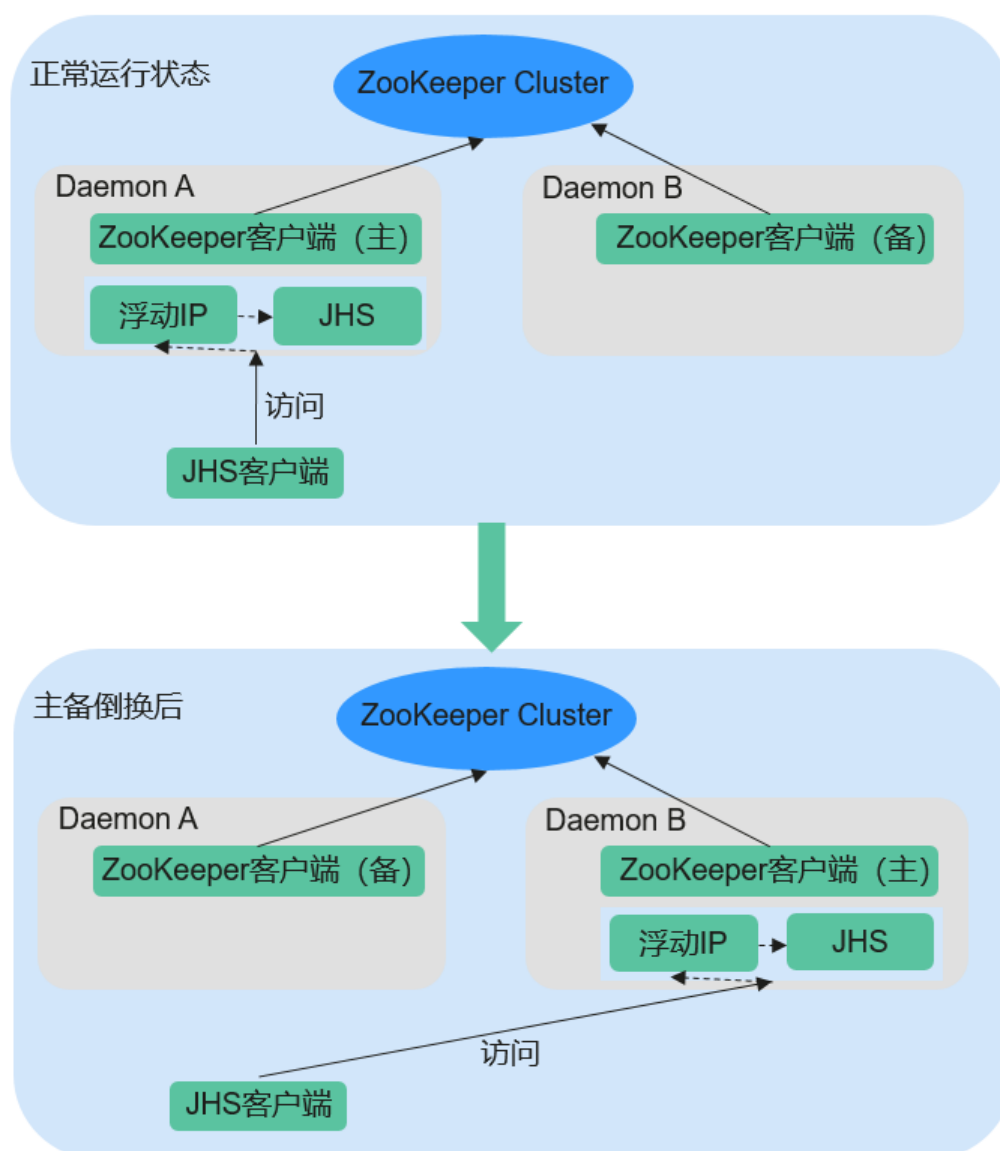 正常运行状态
ZooKeeper Cluster
Daemon A
ZooKeeper客户端（主）
浮动IP
JHS
Daemon B
ZooKeeper客户端（备）
访问
JHS客户端
主备倒换后
ZooKeeper Cluster
Daemon A
ZooKeeper客户端（备）
Daemon B
ZooKeeper客户端（主）
浮动IP
JHS
访问
JHS客户端